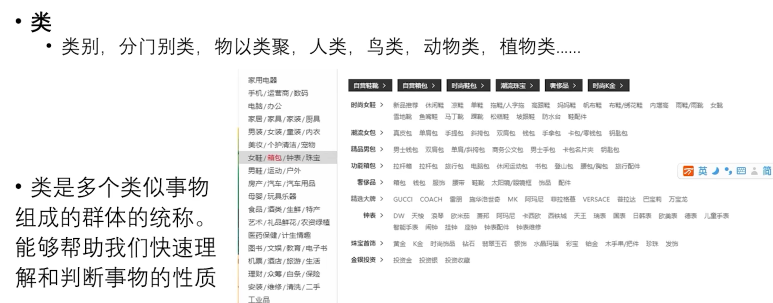 • 类
• 类别，分门别类，物以类聚，人类，鸟类，动物类，植物类......
• 类是多个类似事物
组成的群体的统称。
能够帮助我们快速理
解和判断事物的性质
家用电器
手机/运营商/数码
电脑/办公
家居/家具/家装/厨具
男装/女装/童装/内衣
美妆/个护清洁/宠物
女鞋/箱包/钟表/珠宝
男鞋/运动/户外
房产/汽车/汽车用品
母婴/玩具乐器
食品/酒类/生鲜/特产
艺术/礼品鲜花/农资绿植
医药保健/计生情趣
图书/文娱/教育/电子书
机票/酒店/旅游/生活
理财/众筹/白条/保险
安装/维修/清洗/二手
工业品
自营鞋靴 > 自营箱包 > 时尚鞋包 > 潮流珠宝 > 奢侈品 > 时尚K金 >
时尚女鞋 > 新品推荐 休闲鞋 凉鞋 单鞋 拖鞋/人字拖 高跟鞋 妈妈鞋 帆布鞋 布鞋/绣花鞋 内增高 雨鞋/雨靴 女靴
雪地靴 鱼嘴鞋 马丁靴 踝靴 松糕鞋 坡跟鞋 防水台 鞋配件
潮流女包 > 真皮包 单肩包 手提包 斜挎包 双肩包 钱包 手拿包 卡包/零钱包 钥匙包
精品男包 > 男士钱包 双肩包 单肩/斜挎包 商务公文包 男士手包 卡包名片夹 钥匙包
功能箱包 > 拉杆箱 拉杆包 旅行包 电脑包 休闲运动包 书包 登山包 腰包/胸包 旅行配件
奢侈品 > 箱包 钱包 服饰 腰带 鞋靴 太阳镜/眼镜框 饰品 配件
精选大牌 > GUCCI COACH 雷朋 施华洛世奇 MK 阿玛尼 菲拉格慕 VERSACE 普拉达 巴宝莉 万宝龙
钟表 > DW 天梭 浪琴 欧米茄 美度 阿玛尼 卡西欧 西铁城 天王 瑞表 国表 日韩表 欧美表 德表 儿童手表
智能手表 闹钟 挂钟 座钟 钟表配件 钟表维修
珠宝首饰 > 黄金 K金 时尚饰品 钻石 翡翠玉石 银饰 水晶玛瑙 彩宝 铂金 木手串/把件 珍珠 发饰
金银投资 > 投资金 投资银 投资收藏
英 简